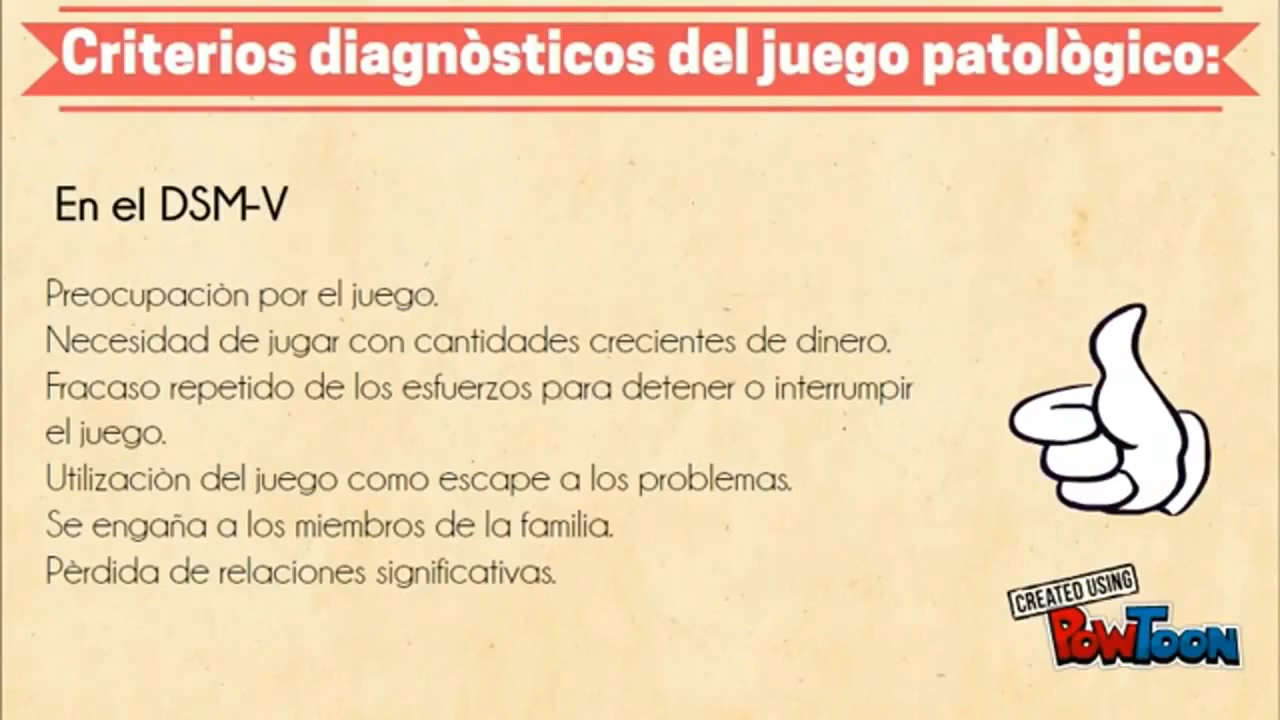 Criterios diagnòsticos del juego patològico:
En el DSM-V
Preocupaciòn por el juego.
Necesidad de jugar con cantidades crecientes de dinero.
Fracaso repetido de los esfuerzos para detener o interrumpir
el juego.
Utilizaciòn del juego como escape a los problemas.
Se engaña a los miembros de la familia.
Pèrdida de relaciones significativas.
CREATED USING
POWTOON